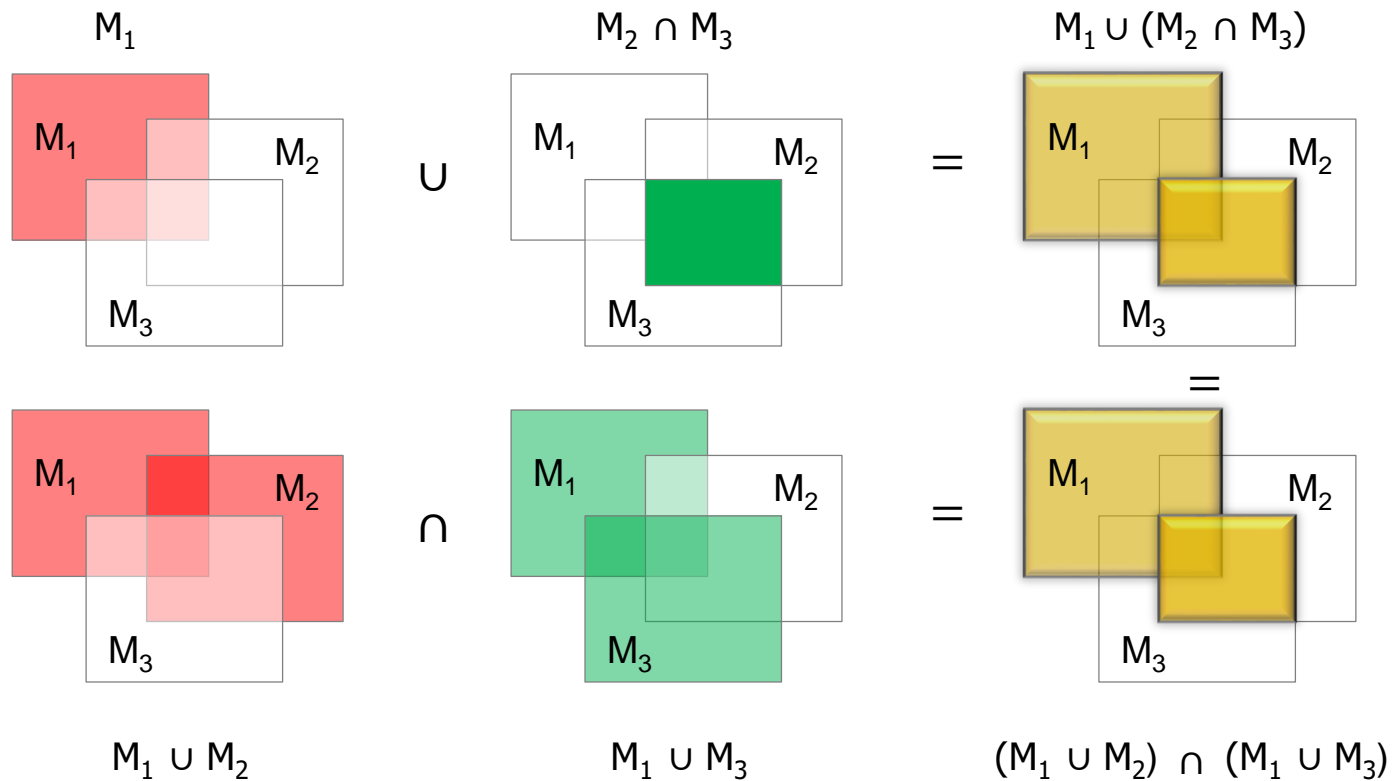 M₁ M₂ ∩ M₃ M₁ ∪ (M₂ ∩ M₃)
M₁ M₂ M₃
∪
M₁ M₂ M₃
=
M₁ M₂ M₃
=
M₁ M₂ M₃
∩
M₁ M₂ M₃
=
M₁ M₂ M₃
M₁ ∪ M₂ M₁ ∪ M₃ (M₁ ∪ M₂) ∩ (M₁ ∪ M₃)